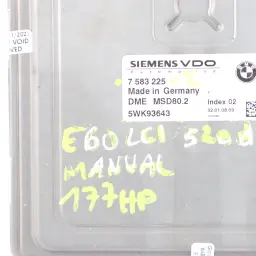 SIEMENS VDO
Automotive
7 583 225
Made in Germany
DME MSD80.2
Index 02
5WK93643
E60 LCI 520d
MANUAL
177HP